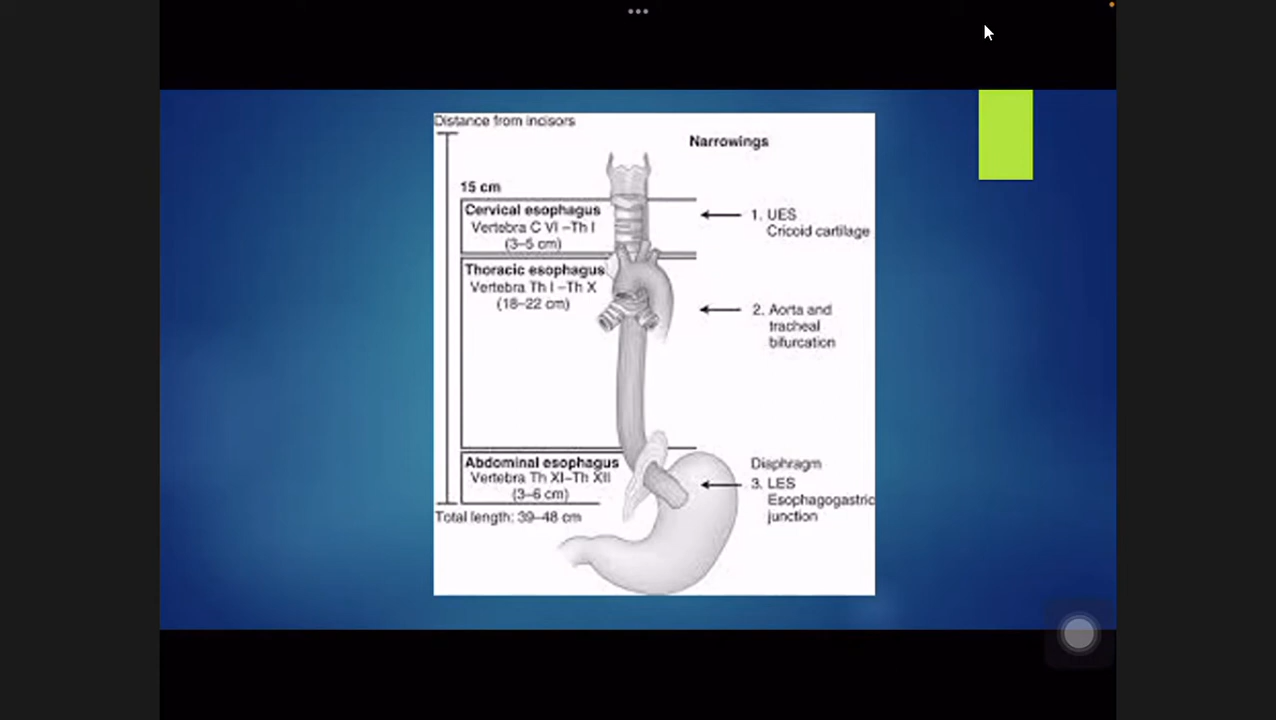 Distance from incisors
Narrowings
15 cm
Cervical esophagus
Vertebra C VI –Th I
(3–5 cm)
1. UES
Cricoid cartilage
Thoracic esophagus
Vertebra Th I –Th X
(18–22 cm)
2. Aorta and
tracheal
bifurcation
Abdominal esophagus
Vertebra Th XI–Th XII
(3–6 cm)
Diaphragm
3. LES
Esophagogastric
junction
Total length: 39–48 cm